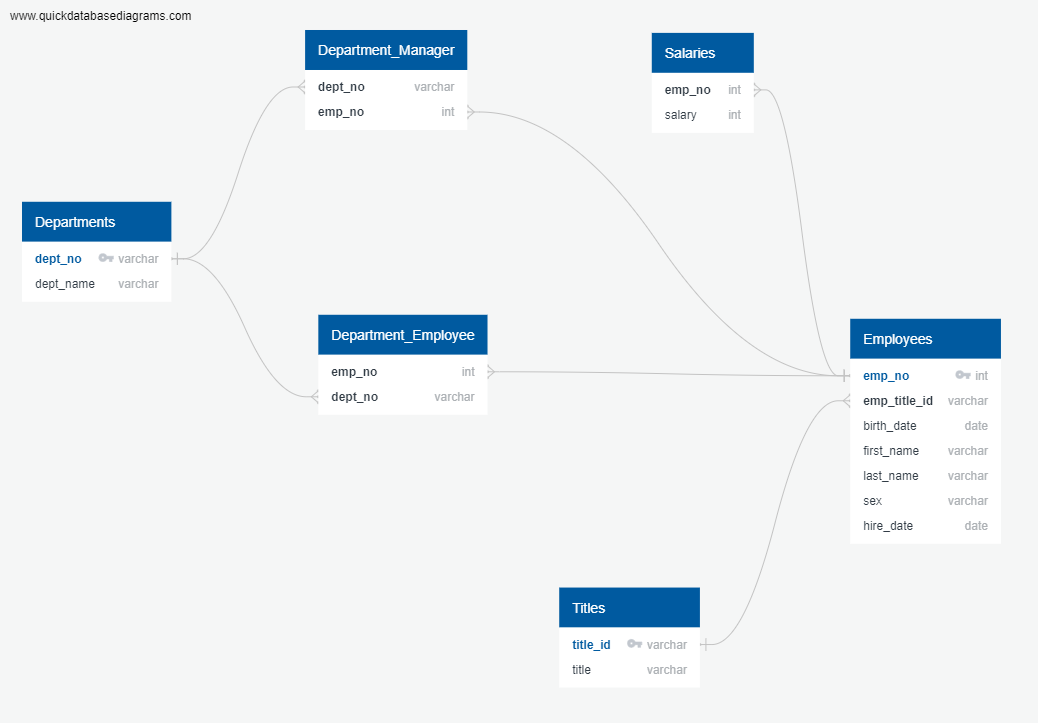 www.quickdatabasediagrams.com
Department_Manager
dept_no varchar
emp_no int
Salaries
emp_no int
salary int
Departments
dept_no varchar
dept_name varchar
Department_Employee
emp_no int
dept_no varchar
Employees
emp_no int
emp_title_id varchar
birth_date date
first_name varchar
last_name varchar
sex varchar
hire_date date
Titles
title_id varchar
title varchar